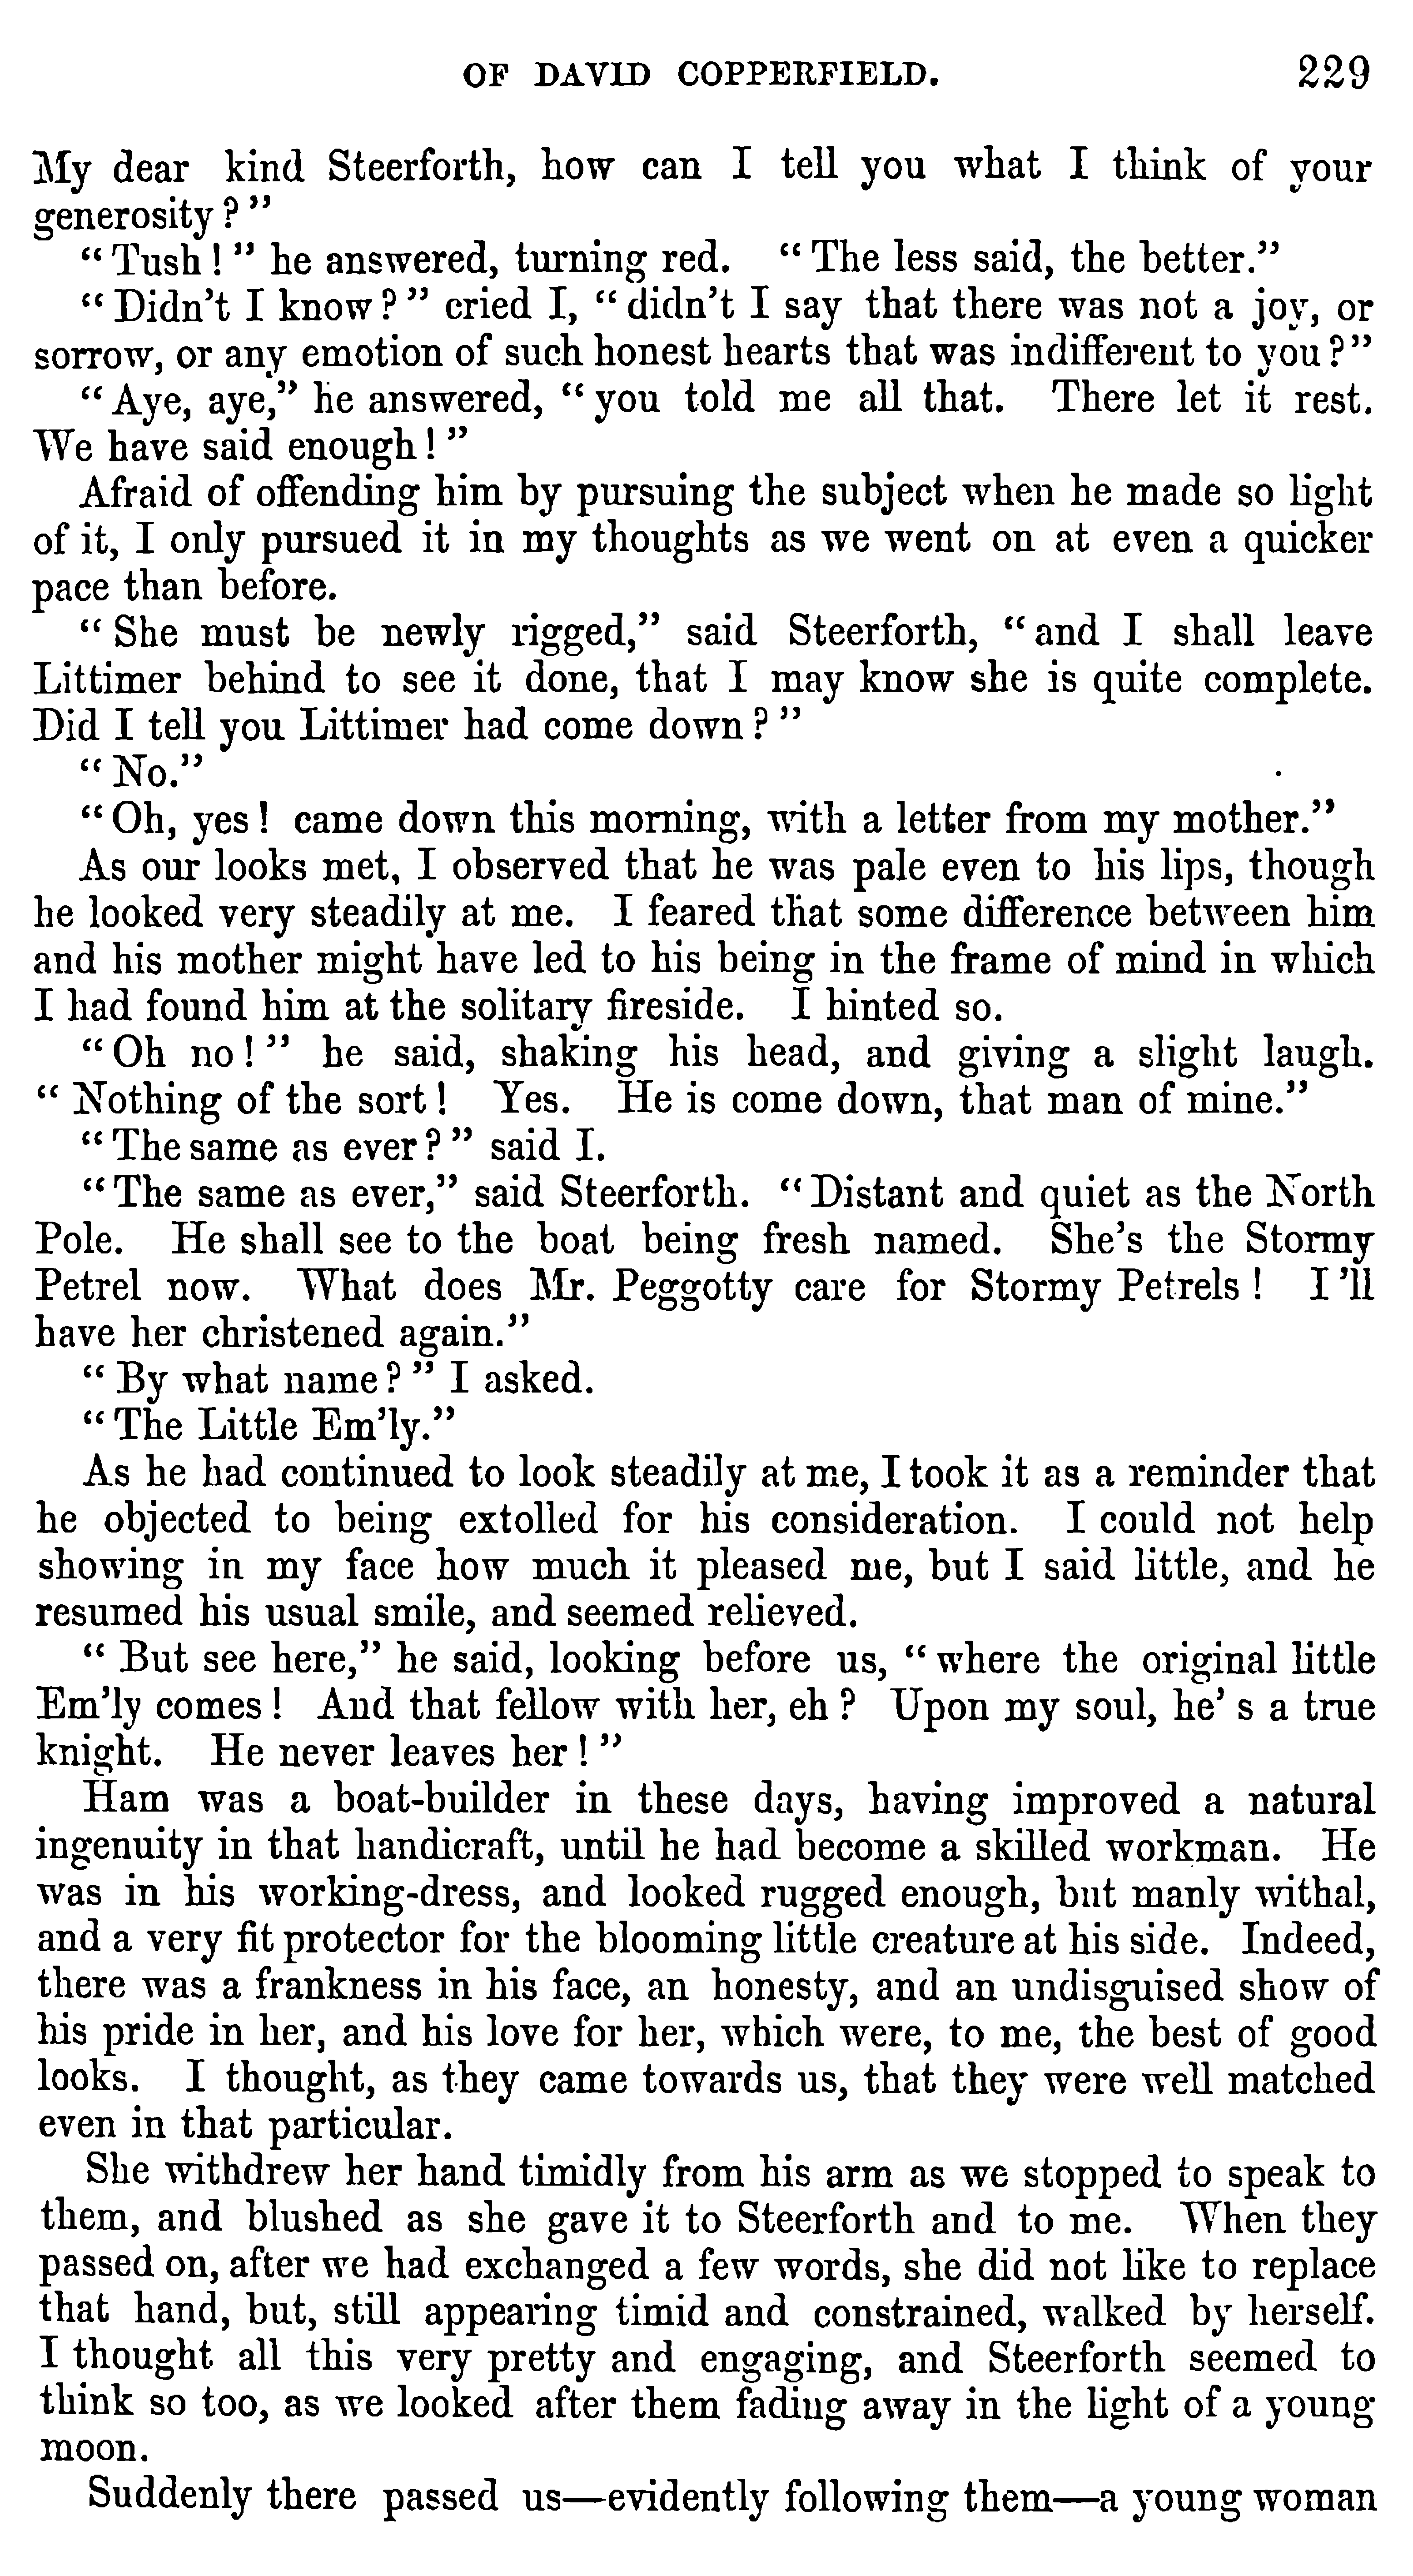 OF DAVID COPPERFIELD. 229
My dear kind Steerforth, how can I tell you what I think of your
generosity?"
"Tush!" he answered, turning red. "The less said, the better."
"Didn't I know?" cried I, "didn't I say that there was not a joy, or
sorrow, or any emotion of such honest hearts that was indifferent to you?"
"Aye, aye," he answered, "you told me all that. There let it rest.
We have said enough!"
Afraid of offending him by pursuing the subject when he made so light
of it, I only pursued it in my thoughts as we went on at even a quicker
pace than before.
"She must be newly rigged," said Steerforth, "and I shall leave
Littimer behind to see it done, that I may know she is quite complete.
Did I tell you Littimer had come down?"
"No."
"Oh, yes! came down this morning, with a letter from my mother."
As our looks met, I observed that he was pale even to his lips, though
he looked very steadily at me. I feared that some difference between him
and his mother might have led to his being in the frame of mind in which
I had found him at the solitary fireside. I hinted so.
"Oh no!" he said, shaking his head, and giving a slight laugh.
"Nothing of the sort! Yes. He is come down, that man of mine."
"The same as ever?" said I.
"The same as ever," said Steerforth. "Distant and quiet as the North
Pole. He shall see to the boat being fresh named. She's the Stormy
Petrel now. What does Mr. Peggotty care for Stormy Petrels! I'll
have her christened again."
"By what name?" I asked.
"The Little Em'ly."
As he had continued to look steadily at me, I took it as a reminder that
he objected to being extolled for his consideration. I could not help
showing in my face how much it pleased me, but I said little, and he
resumed his usual smile, and seemed relieved.
"But see here," he said, looking before us, "where the original little
Em'ly comes! And that fellow with her, eh? Upon my soul, he's a true
knight. He never leaves her!"
Ham was a boat-builder in these days, having improved a natural
ingenuity in that handicraft, until he had become a skilled workman. He
was in his working-dress, and looked rugged enough, but manly withal,
and a very fit protector for the blooming little creature at his side. Indeed,
there was a frankness in his face, an honesty, and an undisguised show of
his pride in her, and his love for her, which were, to me, the best of good
looks. I thought, as they came towards us, that they were well matched
even in that particular.
She withdrew her hand timidly from his arm as we stopped to speak to
them, and blushed as she gave it to Steerforth and to me. When they
passed on, after we had exchanged a few words, she did not like to replace
that hand, but, still appearing timid and constrained, walked by herself.
I thought all this very pretty and engaging, and Steerforth seemed to
think so too, as we looked after them fading away in the light of a young
moon.
Suddenly there passed us—evidently following them—a young woman